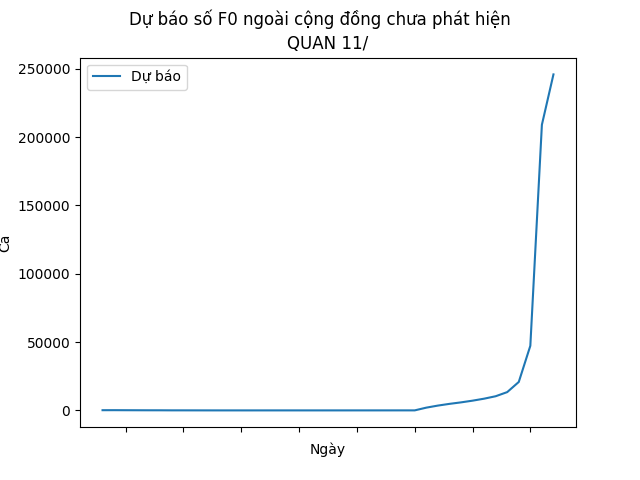 Dự báo số F0 ngoài cộng đồng chưa phát hiện
QUAN 11/
Dự báo
250000
200000
150000
100000
50000
0
Ca
Ngày